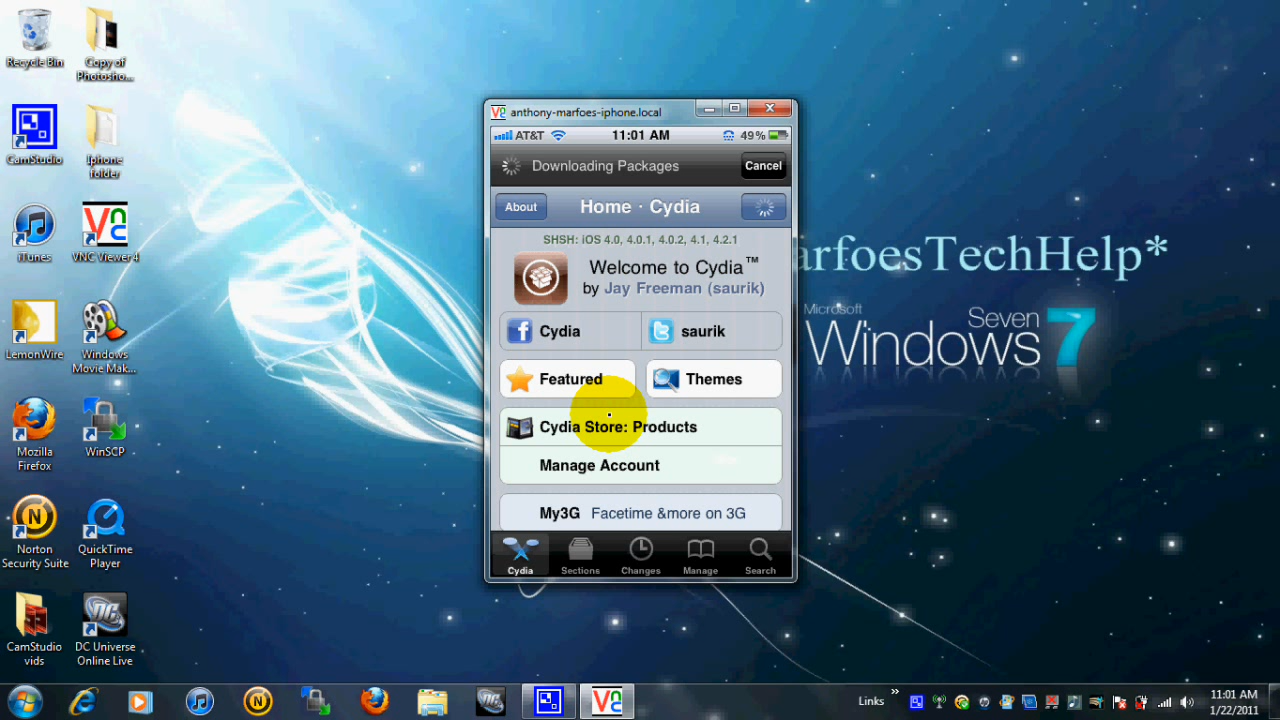 Recycle Bin
Copy of Photosho...
CamStudio
Iphone folder
iTunes
VNC Viewer 4
LemonWire
Windows Movie Mak...
Mozilla Firefox
WinSCP
Norton Security Suite
QuickTime Player
CamStudio vids
DC Universe Online Live
anthony-marfoes-iphone.local
AT&T 11:01 AM 49%
Downloading Packages Cancel
About Home · Cydia
SHSH: iOS 4.0, 4.0.1, 4.0.2, 4.1, 4.2.1
Welcome to Cydia™
by Jay Freeman (saurik)
Cydia saurik
Featured Themes
Cydia Store: Products
Manage Account
My3G Facetime &more on 3G
Cydia Sections Changes Manage Search
arfoesTechHelp*
Microsoft
Windows Seven 7
Links »
11:01 AM
1/22/2011